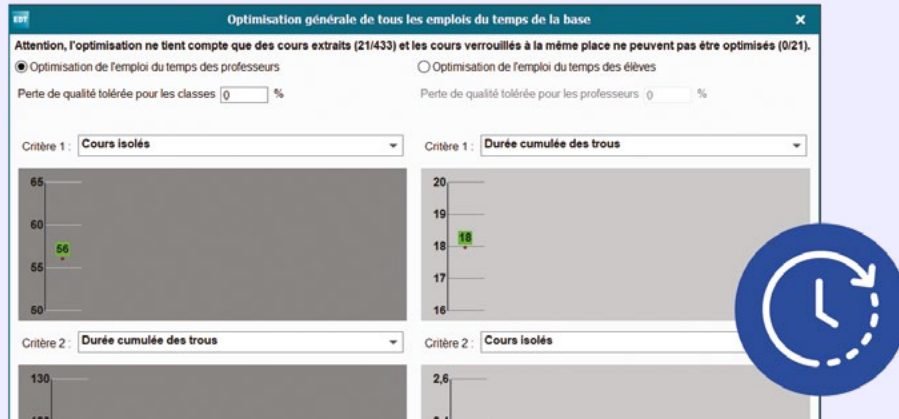 EDT
Optimisation générale de tous les emplois du temps de la base
Attention, l'optimisation ne tient compte que des cours extraits (21/433) et les cours verrouillés à la même place ne peuvent pas être optimisés (0/21).
Optimisation de l'emploi du temps des professeurs
Optimisation de l'emploi du temps des élèves
Perte de qualité tolérée pour les classes 0 %
Perte de qualité tolérée pour les professeurs 0 %
Critère 1 : Cours isolés
Critère 1 : Durée cumulée des trous
65
60
56
55
50
20
19
18
18
17
16
Critère 2 : Durée cumulée des trous
Critère 2 : Cours isolés
130
2,6